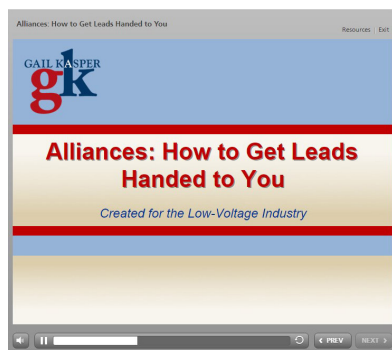 Alliances: How to Get Leads Handed to You
Resources | Exit
GAIL KASPER
gk
Alliances: How to Get Leads
Handed to You
Created for the Low-Voltage Industry
PREV
NEXT